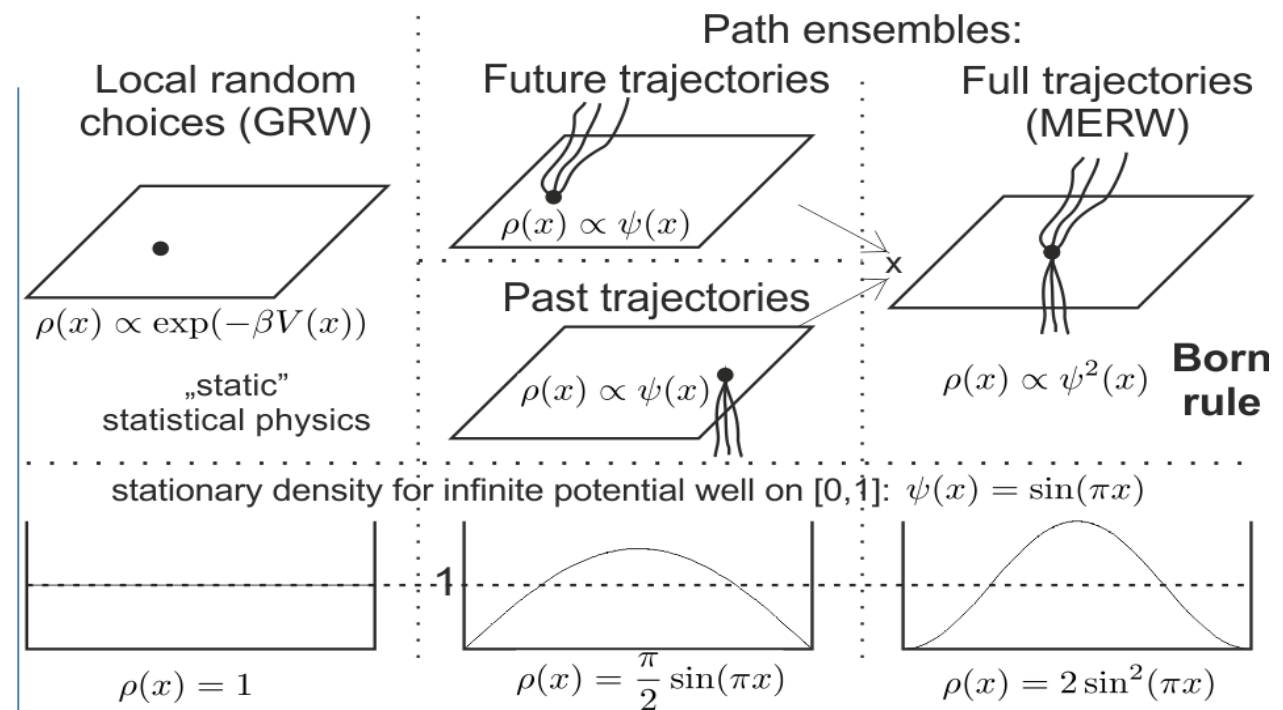 Path ensembles:
Local random
choices (GRW)
ρ(x) ∝ exp(−βV(x))
„static”
statistical physics
Future trajectories
ρ(x) ∝ ψ(x)
Past trajectories
ρ(x) ∝ ψ(x)
x
Full trajectories
(MERW)
ρ(x) ∝ ψ²(x)
Born
rule
stationary density for infinite potential well on [0,1]: ψ(x) = sin(πx)
1
ρ(x) = 1
ρ(x) = π/2 sin(πx)
ρ(x) = 2 sin²(πx)